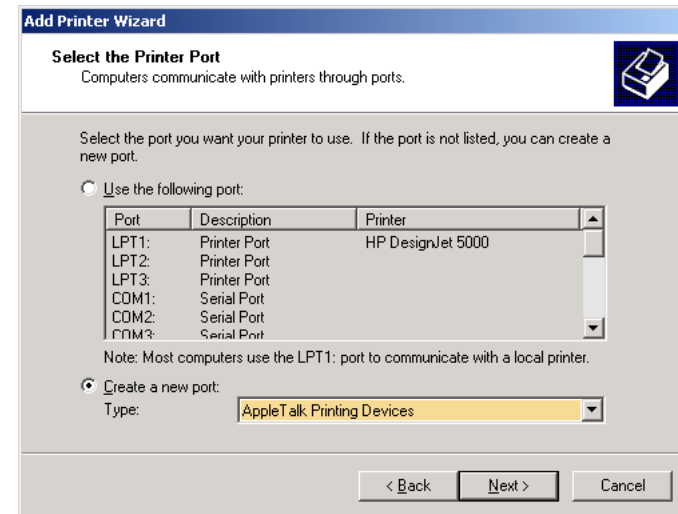 Add Printer Wizard
Select the Printer Port
Computers communicate with printers through ports.
Select the port you want your printer to use. If the port is not listed, you can create a
new port.
Use the following port:
Port Description Printer
LPT1: Printer Port HP DesignJet 5000
LPT2: Printer Port
LPT3: Printer Port
COM1: Serial Port
COM2: Serial Port
COM3: Serial Port
Note: Most computers use the LPT1: port to communicate with a local printer.
Create a new port:
Type: AppleTalk Printing Devices
< Back Next > Cancel